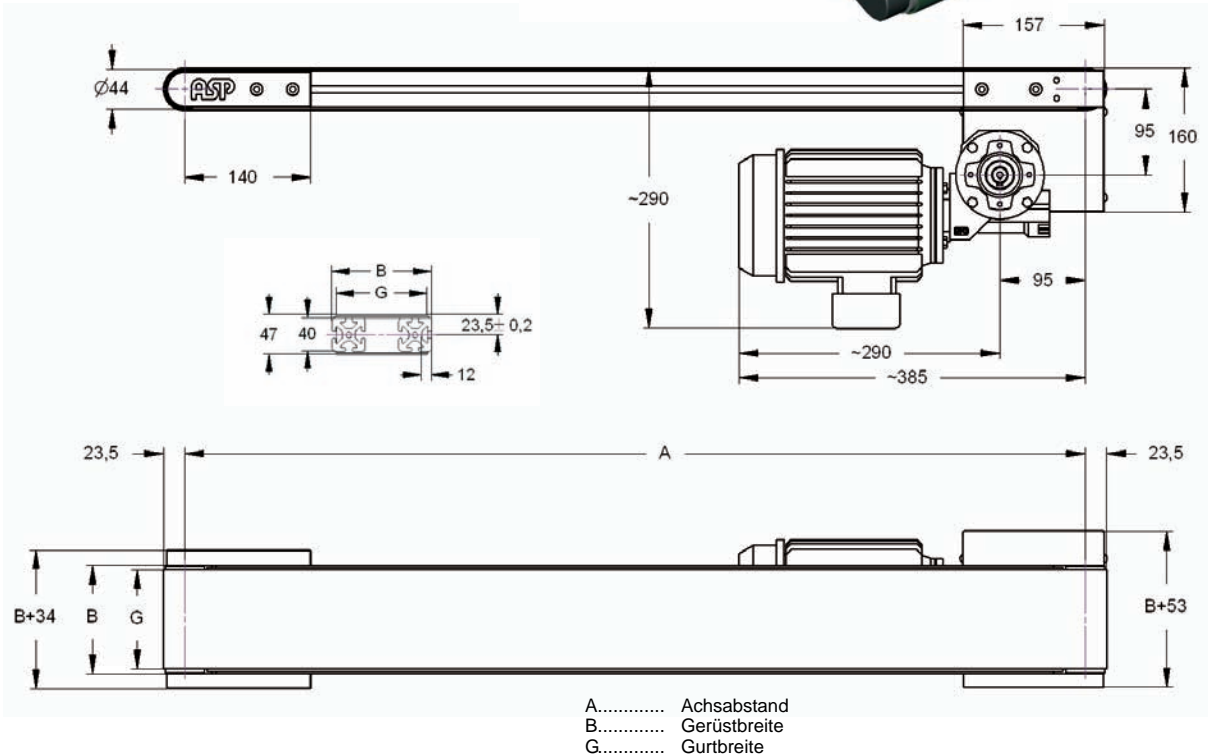 157
Ø44
ASP
95
160
140
~290
B
G
95
47
40
23,5± 0,2
12
~290
~385
23,5
A
23,5
B+34
B
G
B+53
A............. Achsabstand
B............. Gerüstbreite
G............. Gurtbreite